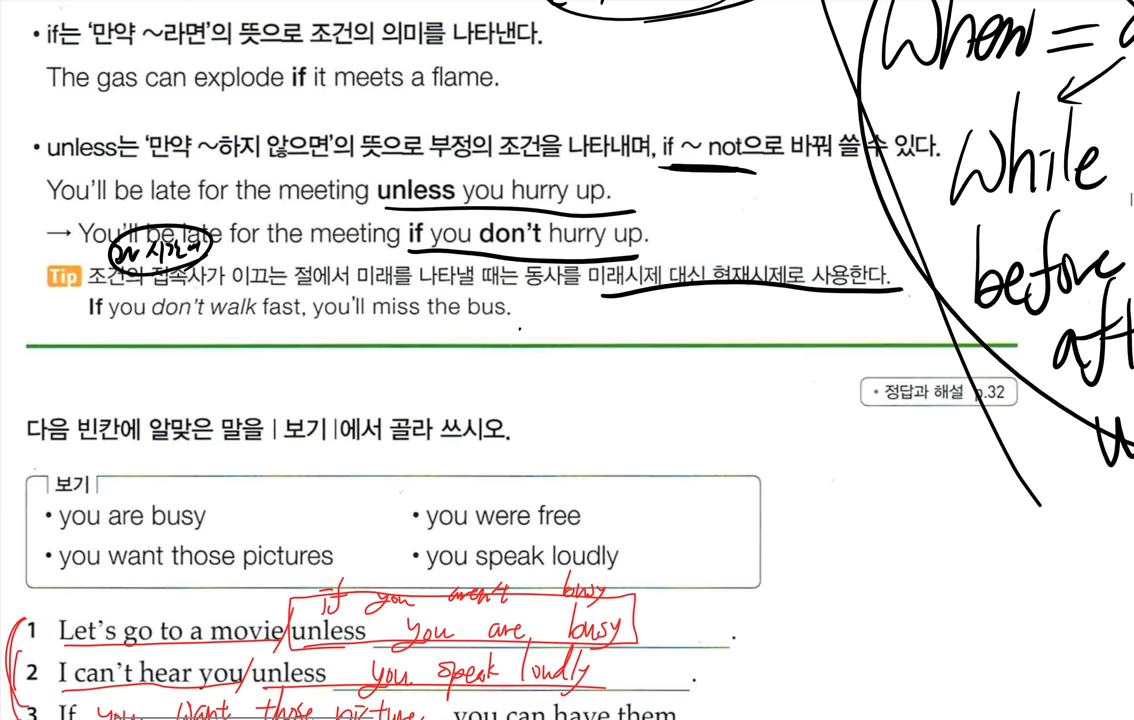 • if는 '만약 ~라면'의 뜻으로 조건의 의미를 나타낸다.
The gas can explode if it meets a flame.
• unless는 '만약 ~하지 않으면'의 뜻으로 부정의 조건을 나타내며, if ~ not으로 바꿔 쓸 수 있다.
You'll be late for the meeting unless you hurry up.
→ You'll be late for the meeting if you don't hurry up.
Tip 조건의 접속사가 이끄는 절에서 미래를 나타낼 때는 동사를 미래시제 대신 현재시제로 사용한다.
If you don't walk fast, you'll miss the bus.
When =
while
before
• 정답과 해설 p.32
다음 빈칸에 알맞은 말을 | 보기 |에서 골라 쓰시오.
보기
• you are busy • you were free
• you want those pictures • you speak loudly
if you aren't busy
1 Let's go to a movie/unless you are busy.
2 I can't hear you/unless you speak loudly.
3 If you want those picture, you can have them